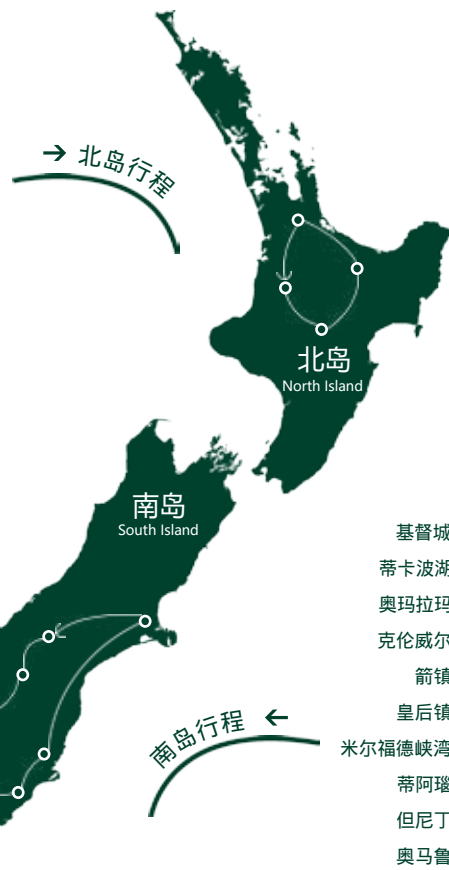 → 北岛行程
北岛
North Island
南岛
South Island
南岛行程 ←
基督城
蒂卡波湖
奥玛拉玛
克伦威尔
箭镇
皇后镇
米尔福德峡湾
蒂阿瑙
但尼丁
奥马鲁